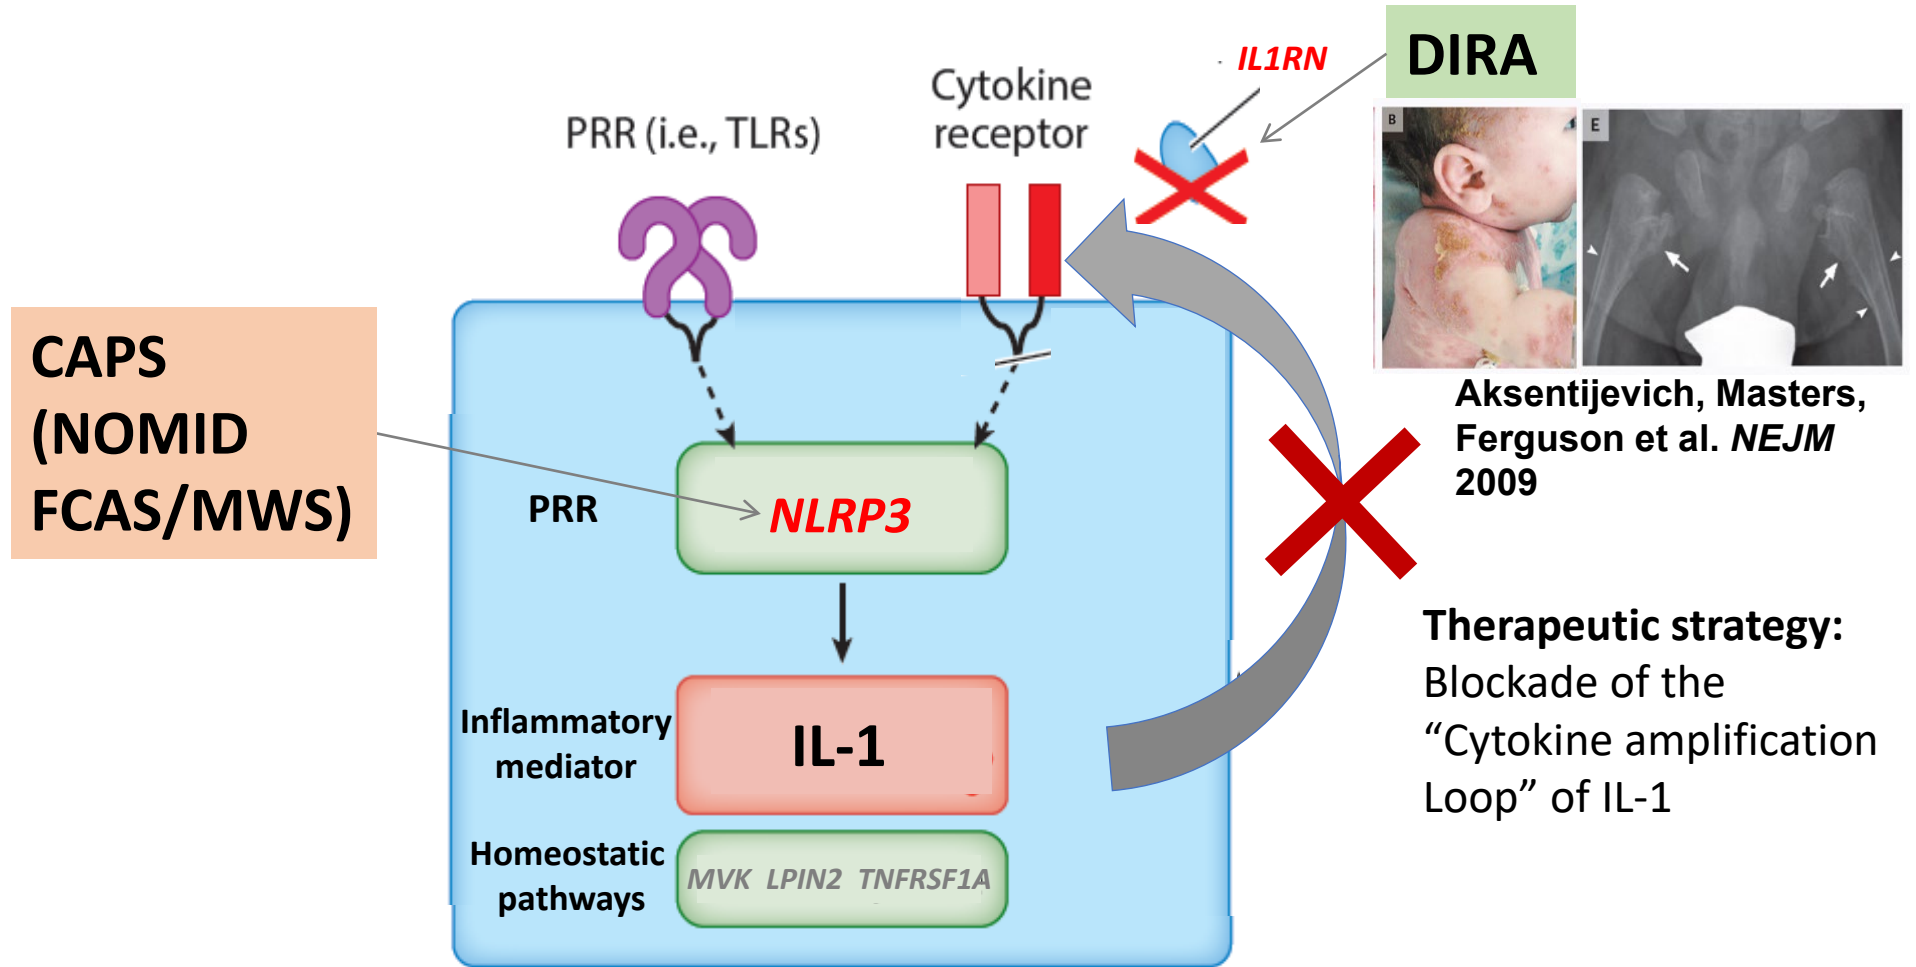 DIRA
IL1RN
Cytokine
receptor
PRR (i.e., TLRs)
B
E
Aksentijevich, Masters,
Ferguson et al. NEJM
2009
CAPS
(NOMID
FCAS/MWS)
PRR
NLRP3
Inflammatory
mediator
IL-1
Therapeutic strategy:
Blockade of the
“Cytokine amplification
Loop” of IL-1
Homeostatic
pathways
MVK LPIN2 TNFRSF1A